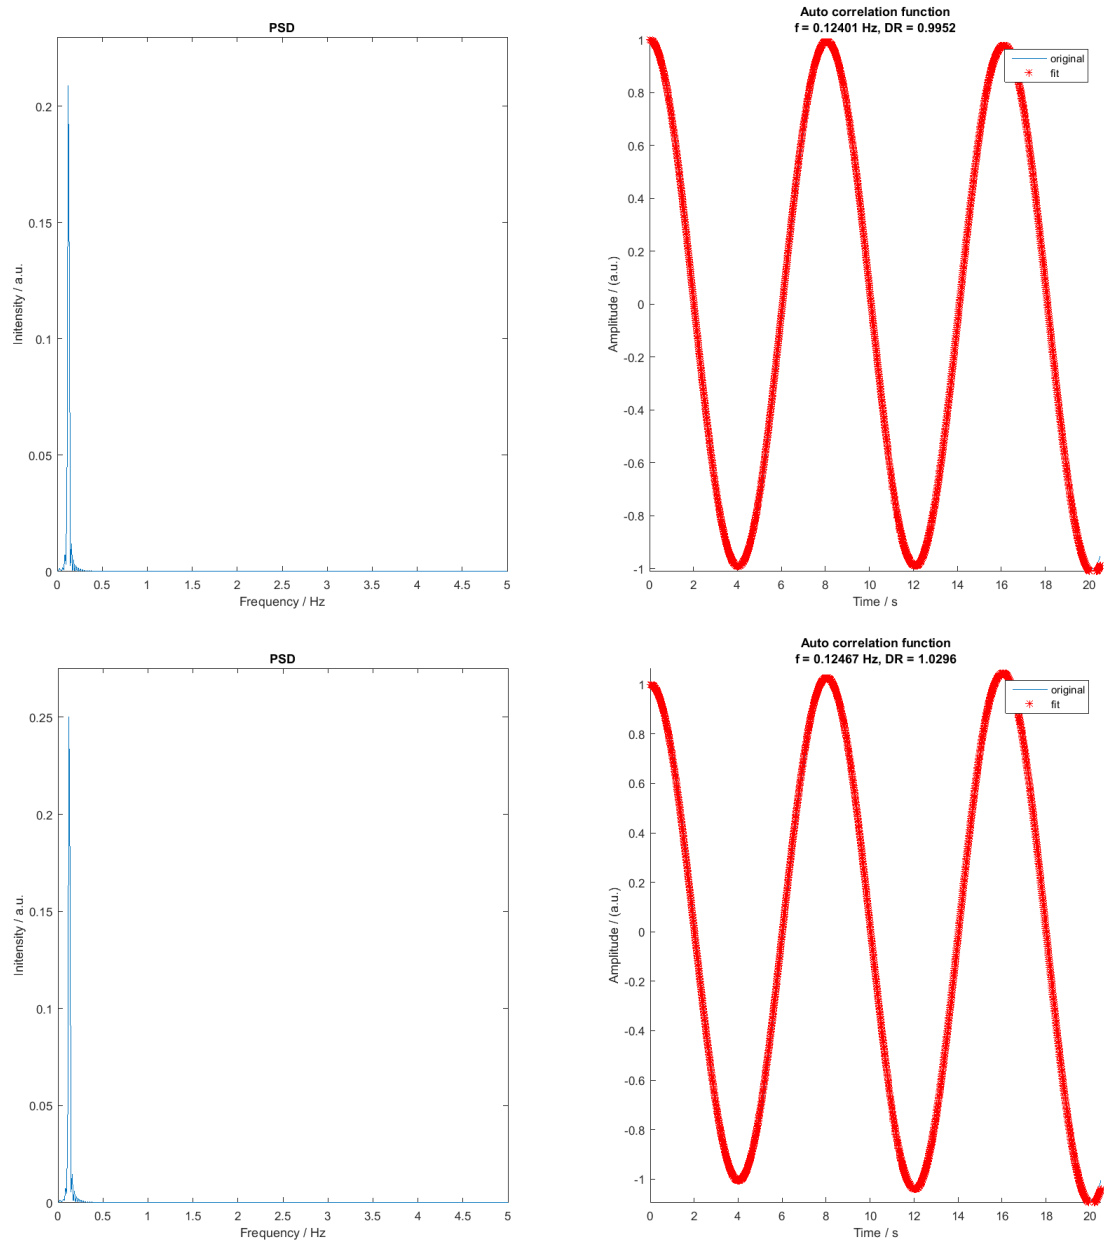 PSD
Initensity / a.u.
0.2
0.15
0.1
0.05
0
0 0.5 1 1.5 2 2.5 3 3.5 4 4.5 5
Frequency / Hz
Auto correlation function
f = 0.12401 Hz, DR = 0.9952
original
fit
Amplitude / (a.u.)
1
0.8
0.6
0.4
0.2
0
-0.2
-0.4
-0.6
-0.8
-1
0 2 4 6 8 10 12 14 16 18 20
Time / s
PSD
Initensity / a.u.
0.25
0.2
0.15
0.1
0.05
0
0 0.5 1 1.5 2 2.5 3 3.5 4 4.5 5
Frequency / Hz
Auto correlation function
f = 0.12467 Hz, DR = 1.0296
original
fit
Amplitude / (a.u.)
1
0.8
0.6
0.4
0.2
0
-0.2
-0.4
-0.6
-0.8
-1
0 2 4 6 8 10 12 14 16 18 20
Time / s